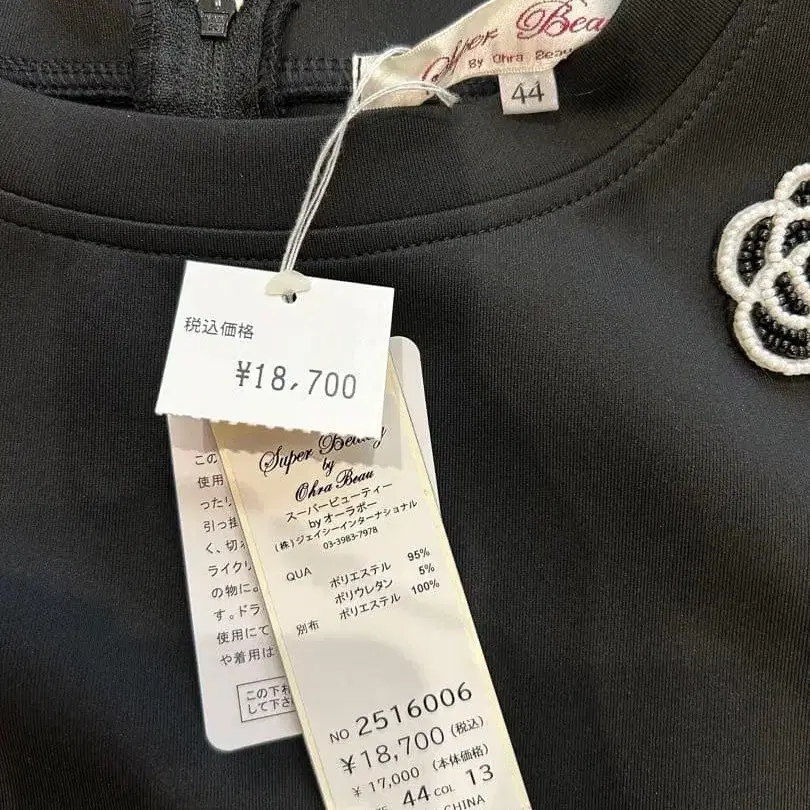 Super Beau
By Ohra Beau
44
税込価格
¥18,700
Super Beauty
by
Ohra Beau
スーパービューティー
byオーラボー
(株)ジェイシーインターナショナル
03-3983-7978
QUA ポリエステル 95%
ポリウレタン 5%
別布 ポリエステル 100%
NO 2516006
¥18,700(税込)
¥17,000 (本体価格)
44 COL 13
CHINA
この
使用
ったり
引っ掛
く、切
ライクリ
の物に。
す。ドラ
使用にて
や着用は
この下
して下さ